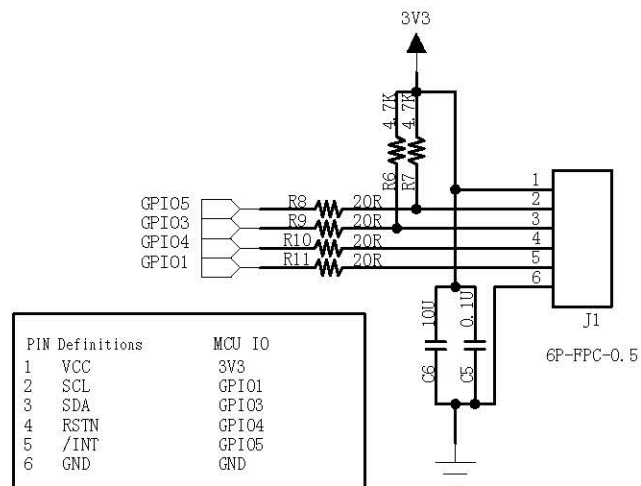 3V3
4.7K
4.7K
R6
R7
GPIO5 R8 20R
GPIO3 R9 20R
GPIO4 R10 20R
GPIO1 R11 20R
1
2
3
4
5
6
J1
6P-FPC-0.5
10U
0.1U
C6
C5
PIN Definitions MCU IO
1 VCC 3V3
2 SCL GPIO1
3 SDA GPIO3
4 RSTN GPIO4
5 /INT GPIO5
6 GND GND